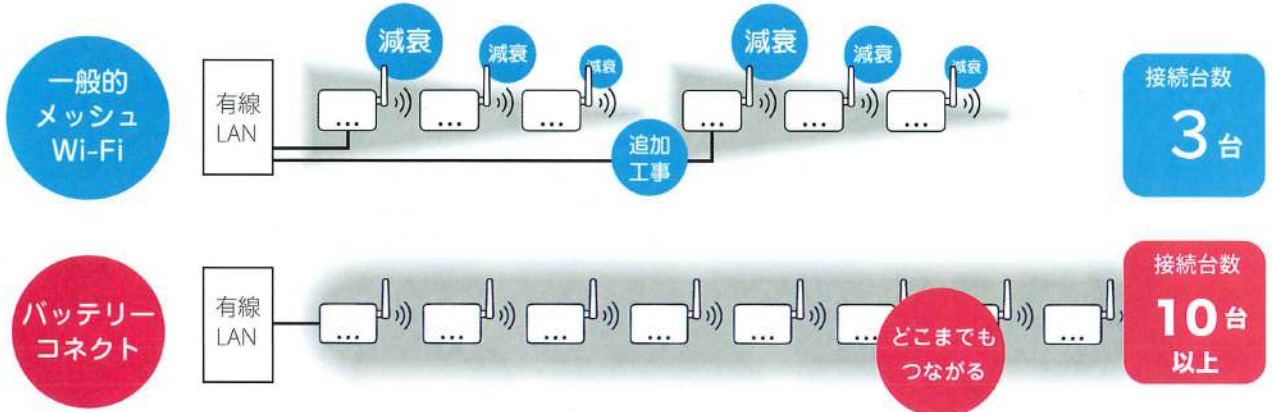 一般的
メッシュ
Wi-Fi
有線
LAN
減衰
減衰
減衰
追加
工事
減衰
減衰
減衰
接続台数
3台
バッテリー
コネクト
有線
LAN
どこまでも
つながる
接続台数
10台
以上